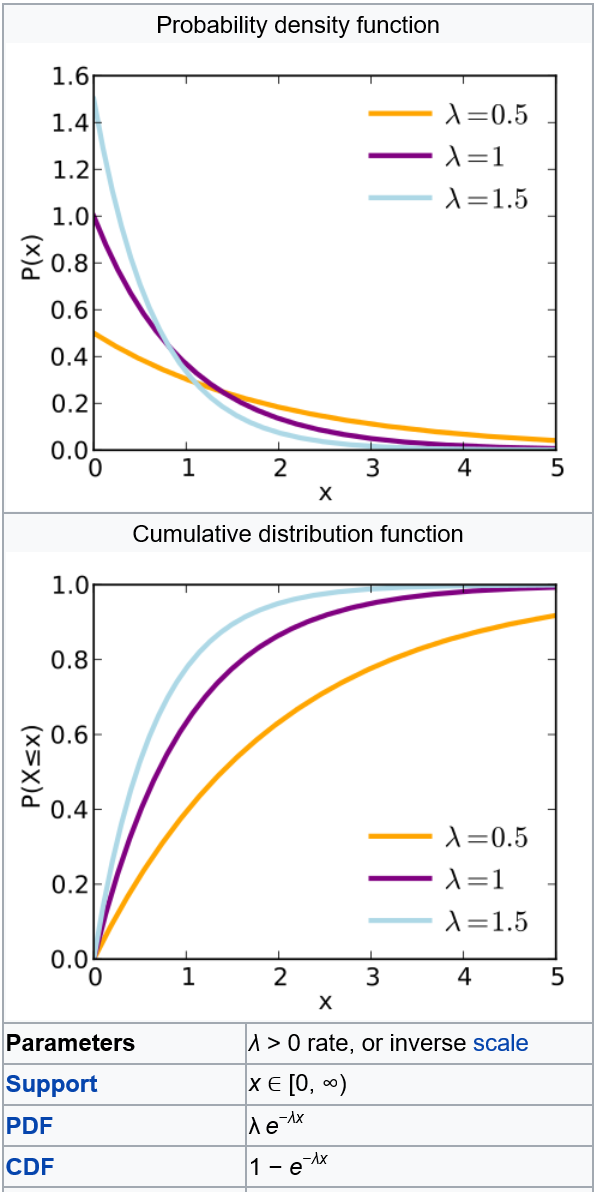 Probability density function
1.6
1.4
1.2
1.0
0.8
0.6
0.4
0.2
0.0
P(x)
λ=0.5
λ=1
λ=1.5
0 1 2 3 4 5
x
Cumulative distribution function
1.0
0.8
0.6
0.4
0.2
0.0
P(X≤x)
λ=0.5
λ=1
λ=1.5
0 1 2 3 4 5
x
Parameters λ > 0 rate, or inverse scale
Support x ∈ [0, ∞)
PDF λ e^−λx
CDF 1 − e^−λx